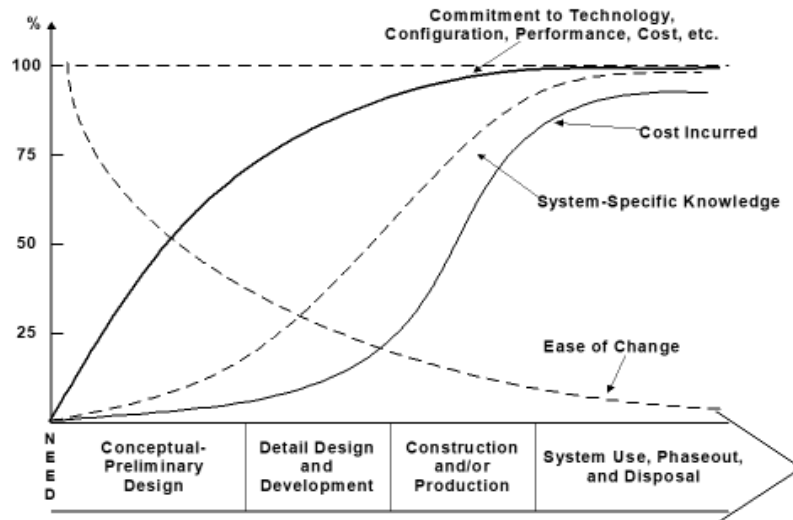 %
Commitment to Technology,
Configuration, Performance, Cost, etc.
100
75
Cost Incurred
System-Specific Knowledge
50
25
Ease of Change
NEED
Conceptual-
Preliminary
Design
Detail Design
and
Development
Construction
and/or
Production
System Use, Phaseout,
and Disposal